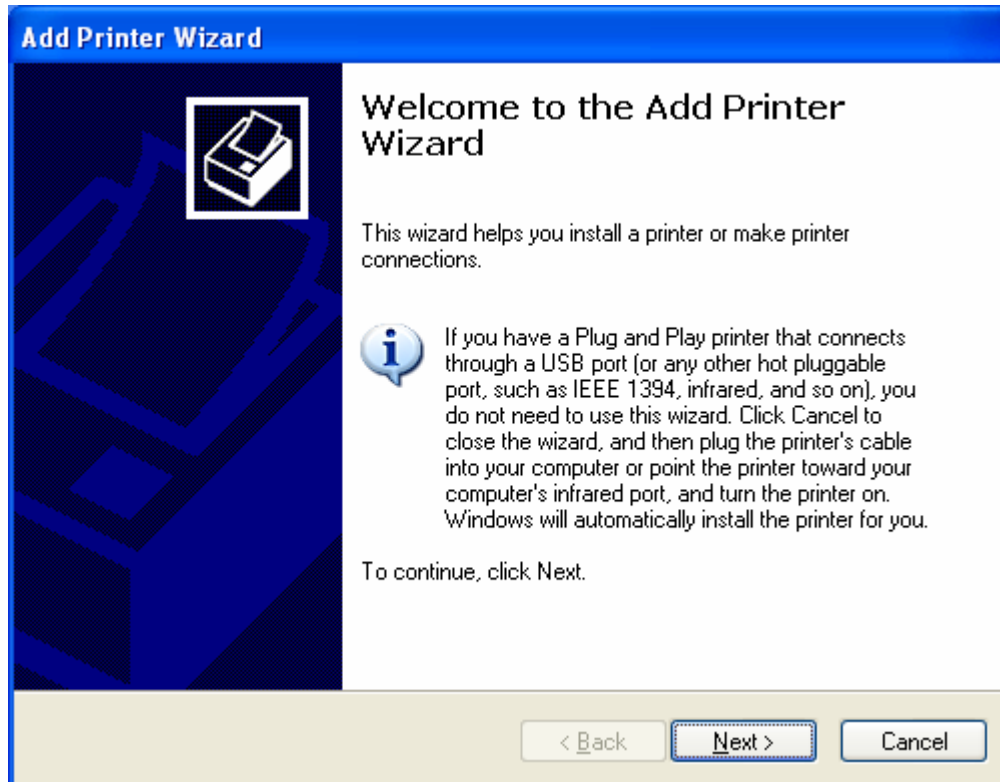 Add Printer Wizard
Welcome to the Add Printer
Wizard
This wizard helps you install a printer or make printer
connections.
If you have a Plug and Play printer that connects
through a USB port (or any other hot pluggable
port, such as IEEE 1394, infrared, and so on), you
do not need to use this wizard. Click Cancel to
close the wizard, and then plug the printer's cable
into your computer or point the printer toward your
computer's infrared port, and turn the printer on.
Windows will automatically install the printer for you.
To continue, click Next.
< Back Next > Cancel